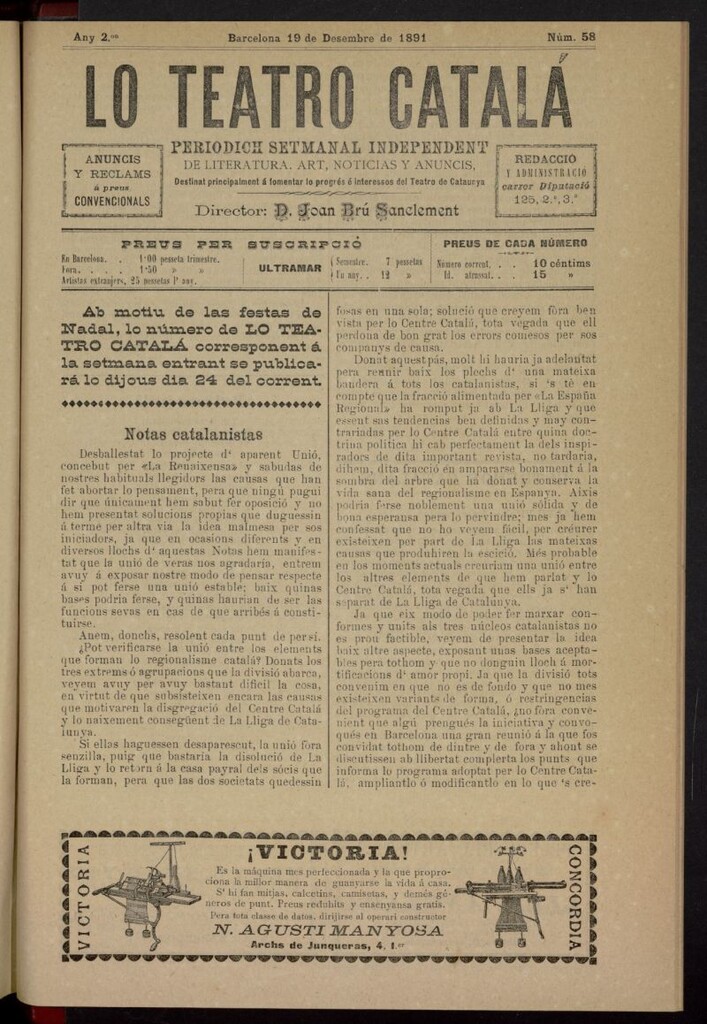 Any 2.on
Barcelona 19 de Desembre de 1891
Núm. 58
LO TEATRO CATALÁ
ANUNCIS
Y RECLAMS
á preus
CONVENCIONALS
PERIODICH SETMANAL INDEPENDENT
DE LITERATURA, ART, NOTICIAS Y ANUNCIS,
Destinat principalment á fomentar lo progrés é interessos del Teatro de Catalunya
Director: D. Joan Brú Sanclement
REDACCIÓ
Y ADMINISTRACIÓ
carrer Diputació
125, 2.º, 3.ª
PREUS PER SUSCRIPCIÓ
En Barcelona. . 1'00 pesseta trimestre.
Fora. . . . 1'50 » »
Artistas extrangers, 25 pessetas l' any.
ULTRAMAR
Semestre. 7 pessetas
Un any. . 12 »
PREUS DE CADA NÚMERO
Número corrent. . . 10 céntims
Id. atrassat. . . 15 »
Ab motiu de las festas de
Nadal, lo número de LO TEA-
TRO CATALÁ corresponent á
la setmana entrant se publica-
rá lo dijous dia 24 del corrent.
Notas catalanistas
Desballestat lo projecte d' aparent Unió,
concebut per «La Renaixensa» y sabudas de
nostres habituals llegidors las causas que han
fet abortar lo pensament, pera que ningú pugui
dir que únicament hem sabut fer oposició y no
hem presentat solucions propias que duguessin
á terme per altra via la idea malmesa per sos
iniciadors, ja que en ocasions diferents y en
diversos llochs d' aquestas Notas hem manifes-
tat que la unió de veras nos agradaría, entrem
avuy á exposar nostre modo de pensar respecte
á si pot ferse una unió estable; baix quinas
bases podría ferse, y quinas haurían de ser las
funcions sevas en cas de que arribés á consti-
tuirse.
Anem, donchs, resolent cada punt de per sí.
¿Pot verificarse la unió entre los elements
que forman lo regionalisme catalá? Donats los
tres extrems ó agrupacions que la divisió abarca,
veyem avuy per avuy bastant dificil la cosa,
en virtut de que subsisteixen encara las causas
que motivaren la disgregació del Centre Catalá
y lo naixement consegüent de La Lliga de Cata-
lunya.
Si ellas haguessen desaparescut, la unió fora
senzilla, puig que bastaría la disolució de La
Lliga y lo retorn á la casa payral dels sócis que
la forman, pera que las dos societats quedessin
fosas en una sola; solució que creyem fòra ben
vista per lo Centre Catalá, tota vegada que ell
perdona de bon grat los errors comesos per sos
companys de causa.
Donat aquest pás, molt hi hauria ja adelantat
pera reunir baix los plechs d' una mateixa
bandera á tots los catalanistas, si 's té en
compte que la fracció alimentada per «La España
Regional» ha romput ja ab La Lliga y que
essent sas tendencias ben definidas y may con-
trariadas per lo Centre Catalá entre quina doc-
trina política hi cab perfectament la dels inspi-
radors de dita important revista, no tardaría,
dihem, dita fracció en ampararse bonament á la
sombra del arbre que ha donat y conserva la
vida sana del regionalisme en Espanya. Aixís
podría ferse noblement una unió sólida y de
bona esperansa pera lo pervindre; mes ja hem
confessat que no ho veyem fácil, per créurer
existeixen per part de La Lliga las mateixas
causas que produhiren la escició. Més probable
en los moments actuals creuríam una unió entre
los altres elements de que hem parlat y lo
Centre Catalá, tota vegada que ells ja s' han
separat de La Lliga de Catalunya.
Ja que eix modo de poder fer marxar con-
formes y units als tres núcleos catalanistas no
es prou factible, veyem de presentar la idea
baix altre aspecte, exposant unas bases acepta-
bles pera tothom y que no donguin lloch á mor-
tificacions d' amor propi. Ja que la divisió tots
convenim en que no es de fondo y que no mes
existeixen variants de forma, ó restringencias
del programa del Centre Catalá, ¿no fora conve-
nient que algú prengués la iniciativa y convo-
qués en Barcelona una gran reunió á la que fos
convidat tothom de dintre y de fora y ahont se
discutissen ab llibertat complerta los punts que
informa lo programa adoptat per lo Centre Cata-
lá, ampliantlo ó modificantlo en lo que 's cre-
VICTORIA
¡VICTORIA!
Es la máquina mes perfeccionada y la que propro-
ciona la millor manera de guanyarse la vida á casa.
S' hi fan mitjas, calcetins, camisetas, y demés gé-
neros de punt. Preus reduhits y ensenyansa gratis.
Pera tota classe de datos, dirijirse al operari constructor
N. AGUSTI MANYOSA
Archs de Junqueras, 4, 1.er
CONCORDIA